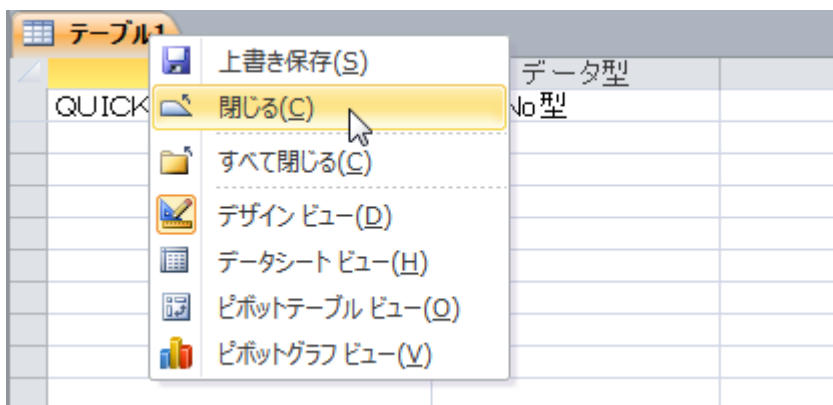 テーブル1
データ型
QUICK
No型
上書き保存(S)
閉じる(C)
すべて閉じる(C)
デザイン ビュー(D)
データシート ビュー(H)
ピボットテーブル ビュー(O)
ピボットグラフ ビュー(V)